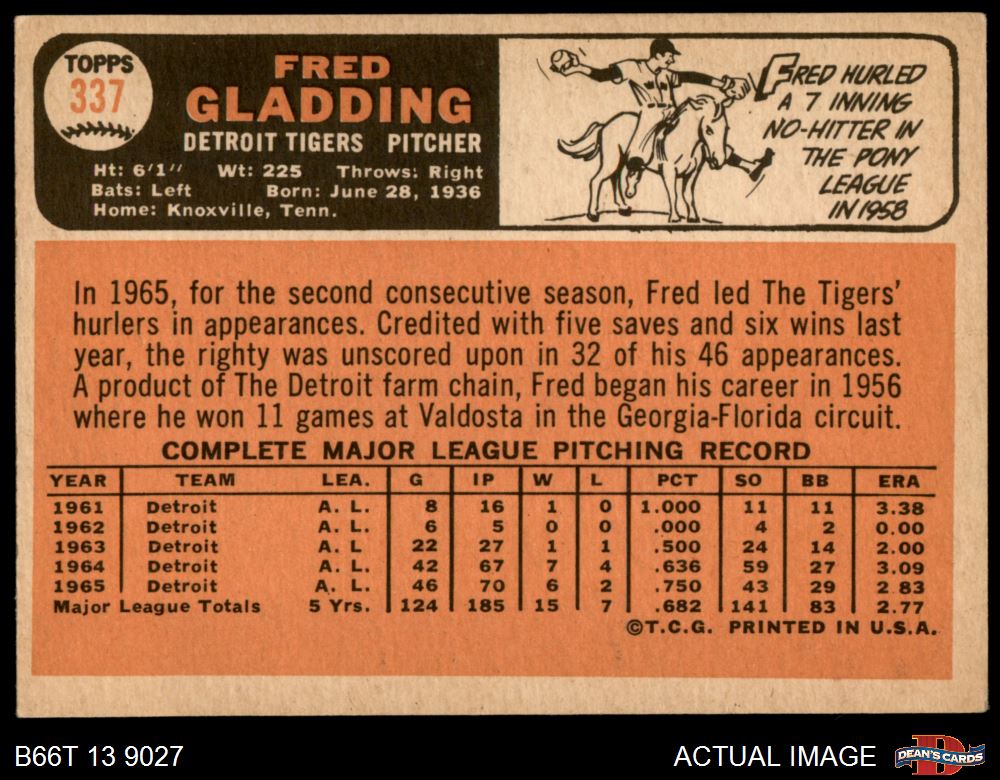 TOPPS
337
FRED
GLADDING
DETROIT TIGERS PITCHER
Ht: 6'1" Wt: 225 Throws: Right
Bats: Left Born: June 28, 1936
Home: Knoxville, Tenn.
FRED HURLED
A 7 INNING
NO-HITTER IN
THE PONY
LEAGUE
IN 1958
In 1965, for the second consecutive season, Fred led The Tigers'
hurlers in appearances. Credited with five saves and six wins last
year, the righty was unscored upon in 32 of his 46 appearances.
A product of The Detroit farm chain, Fred began his career in 1956
where he won 11 games at Valdosta in the Georgia-Florida circuit.
COMPLETE MAJOR LEAGUE PITCHING RECORD
YEAR TEAM LEA. G IP W L PCT SO BB ERA
1961 Detroit A. L. 8 16 1 0 1.000 11 11 3.38
1962 Detroit A. L. 6 5 0 0 .000 4 2 0.00
1963 Detroit A. L 22 27 1 1 .500 24 14 2.00
1964 Detroit A. L. 42 67 7 4 .636 59 27 3.09
1965 Detroit A. L. 46 70 6 2 .750 43 29 2.83
Major League Totals 5 Yrs. 124 185 15 7 .682 141 83 2.77
©T.C.G. PRINTED IN U.S.A.
B66T 13 9027
ACTUAL IMAGE
DEAN'S CARDS